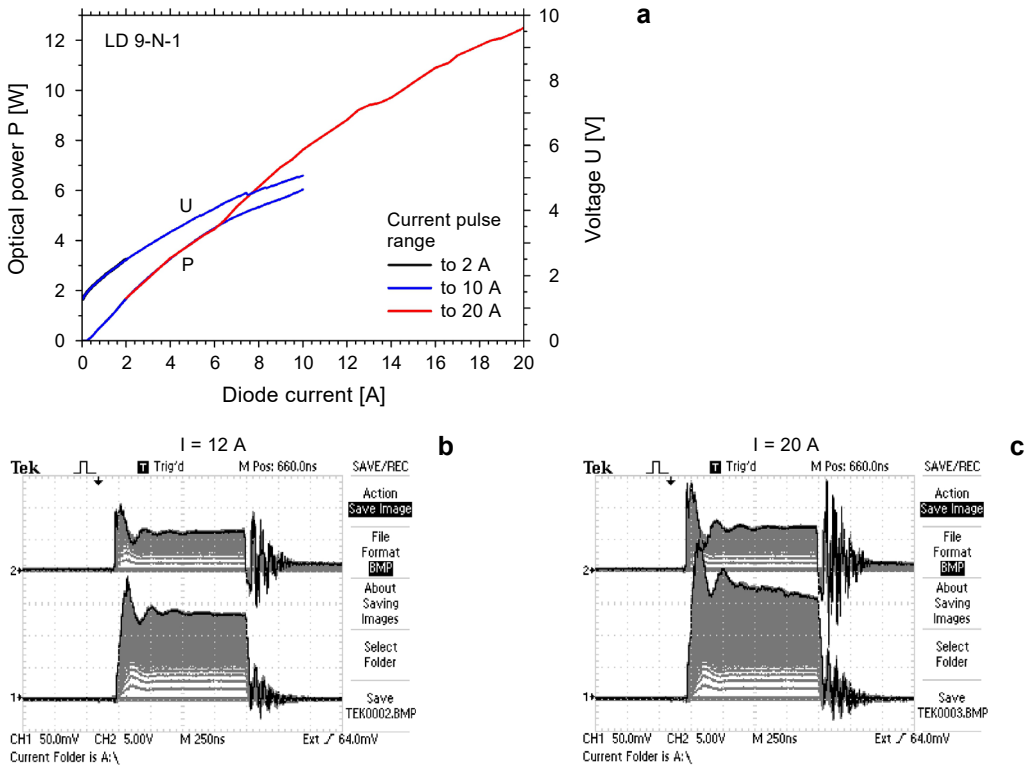 a
LD 9-N-1
Optical power P [W]
0
2
4
6
8
10
12
Voltage U [V]
0
2
4
6
8
10
U
P
Current pulse
range
to 2 A
to 10 A
to 20 A
0 2 4 6 8 10 12 14 16 18 20
Diode current [A]
I = 12 A
b
Tek T Trig'd M Pos: 660.0ns SAVE/REC
Action
Save Image
File
Format
BMP
About
Saving
Images
Select
Folder
Save
TEK0002.BMP
2
1
CH1 50.0mV CH2 5.00V M 250ns Ext 64.0mV
Current Folder is A:\
I = 20 A
c
Tek T Trig'd M Pos: 660.0ns SAVE/REC
Action
Save Image
File
Format
BMP
About
Saving
Images
Select
Folder
Save
TEK0003.BMP
2
1
CH1 50.0mV CH2 5.00V M 250ns Ext 64.0mV
Current Folder is A:\